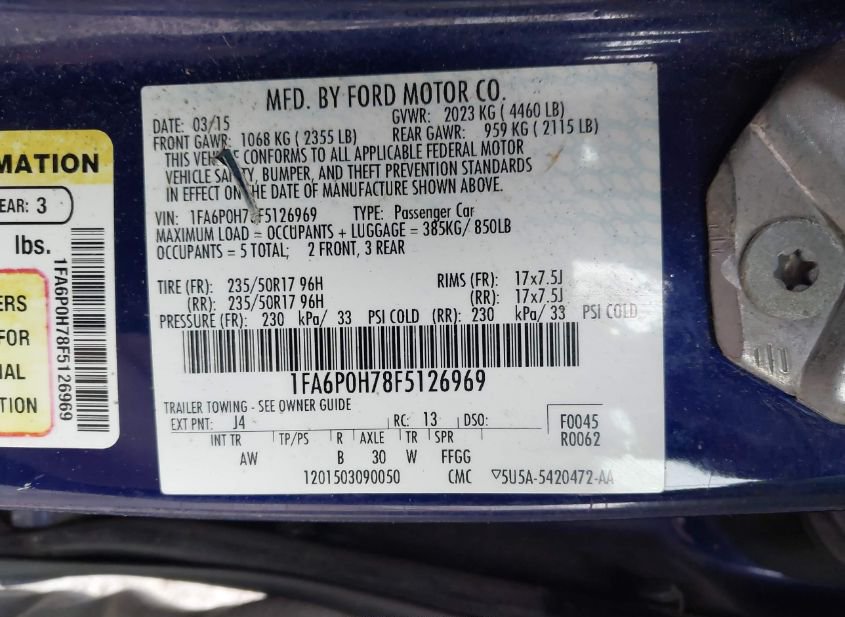 MATION
EAR: 3
lbs.
ERS
FOR
IAL
TION
1FA6P0H78F5126969
MFD. BY FORD MOTOR CO.
DATE: 03/15 GVWR: 2023 KG ( 4460 LB)
FRONT GAWR: 1068 KG ( 2355 LB) REAR GAWR: 959 KG ( 2115 LB)
THIS VEHICLE CONFORMS TO ALL APPLICABLE FEDERAL MOTOR
VEHICLE SAFETY, BUMPER, AND THEFT PREVENTION STANDARDS
IN EFFECT ON THE DATE OF MANUFACTURE SHOWN ABOVE.
VIN: 1FA6P0H78F5126969 TYPE: Passenger Car
MAXIMUM LOAD = OCCUPANTS + LUGGAGE = 385KG/ 850LB
OCCUPANTS = 5 TOTAL; 2 FRONT, 3 REAR
TIRE (FR): 235/50R17 96H RIMS (FR): 17x7.5J
(RR): 235/50R17 96H (RR): 17x7.5J
PRESSURE (FR): 230 kPa/ 33 PSI COLD (RR): 230 kPa/ 33 PSI COLD
1FA6P0H78F5126969
TRAILER TOWING - SEE OWNER GUIDE
EXT PNT: J4 RC: 13 DSO: F0045
INT TR TP/PS R AXLE TR SPR R0062
AW B 30 W FFGG
1201503090050 CMC ▽5U5A-5420472-AA